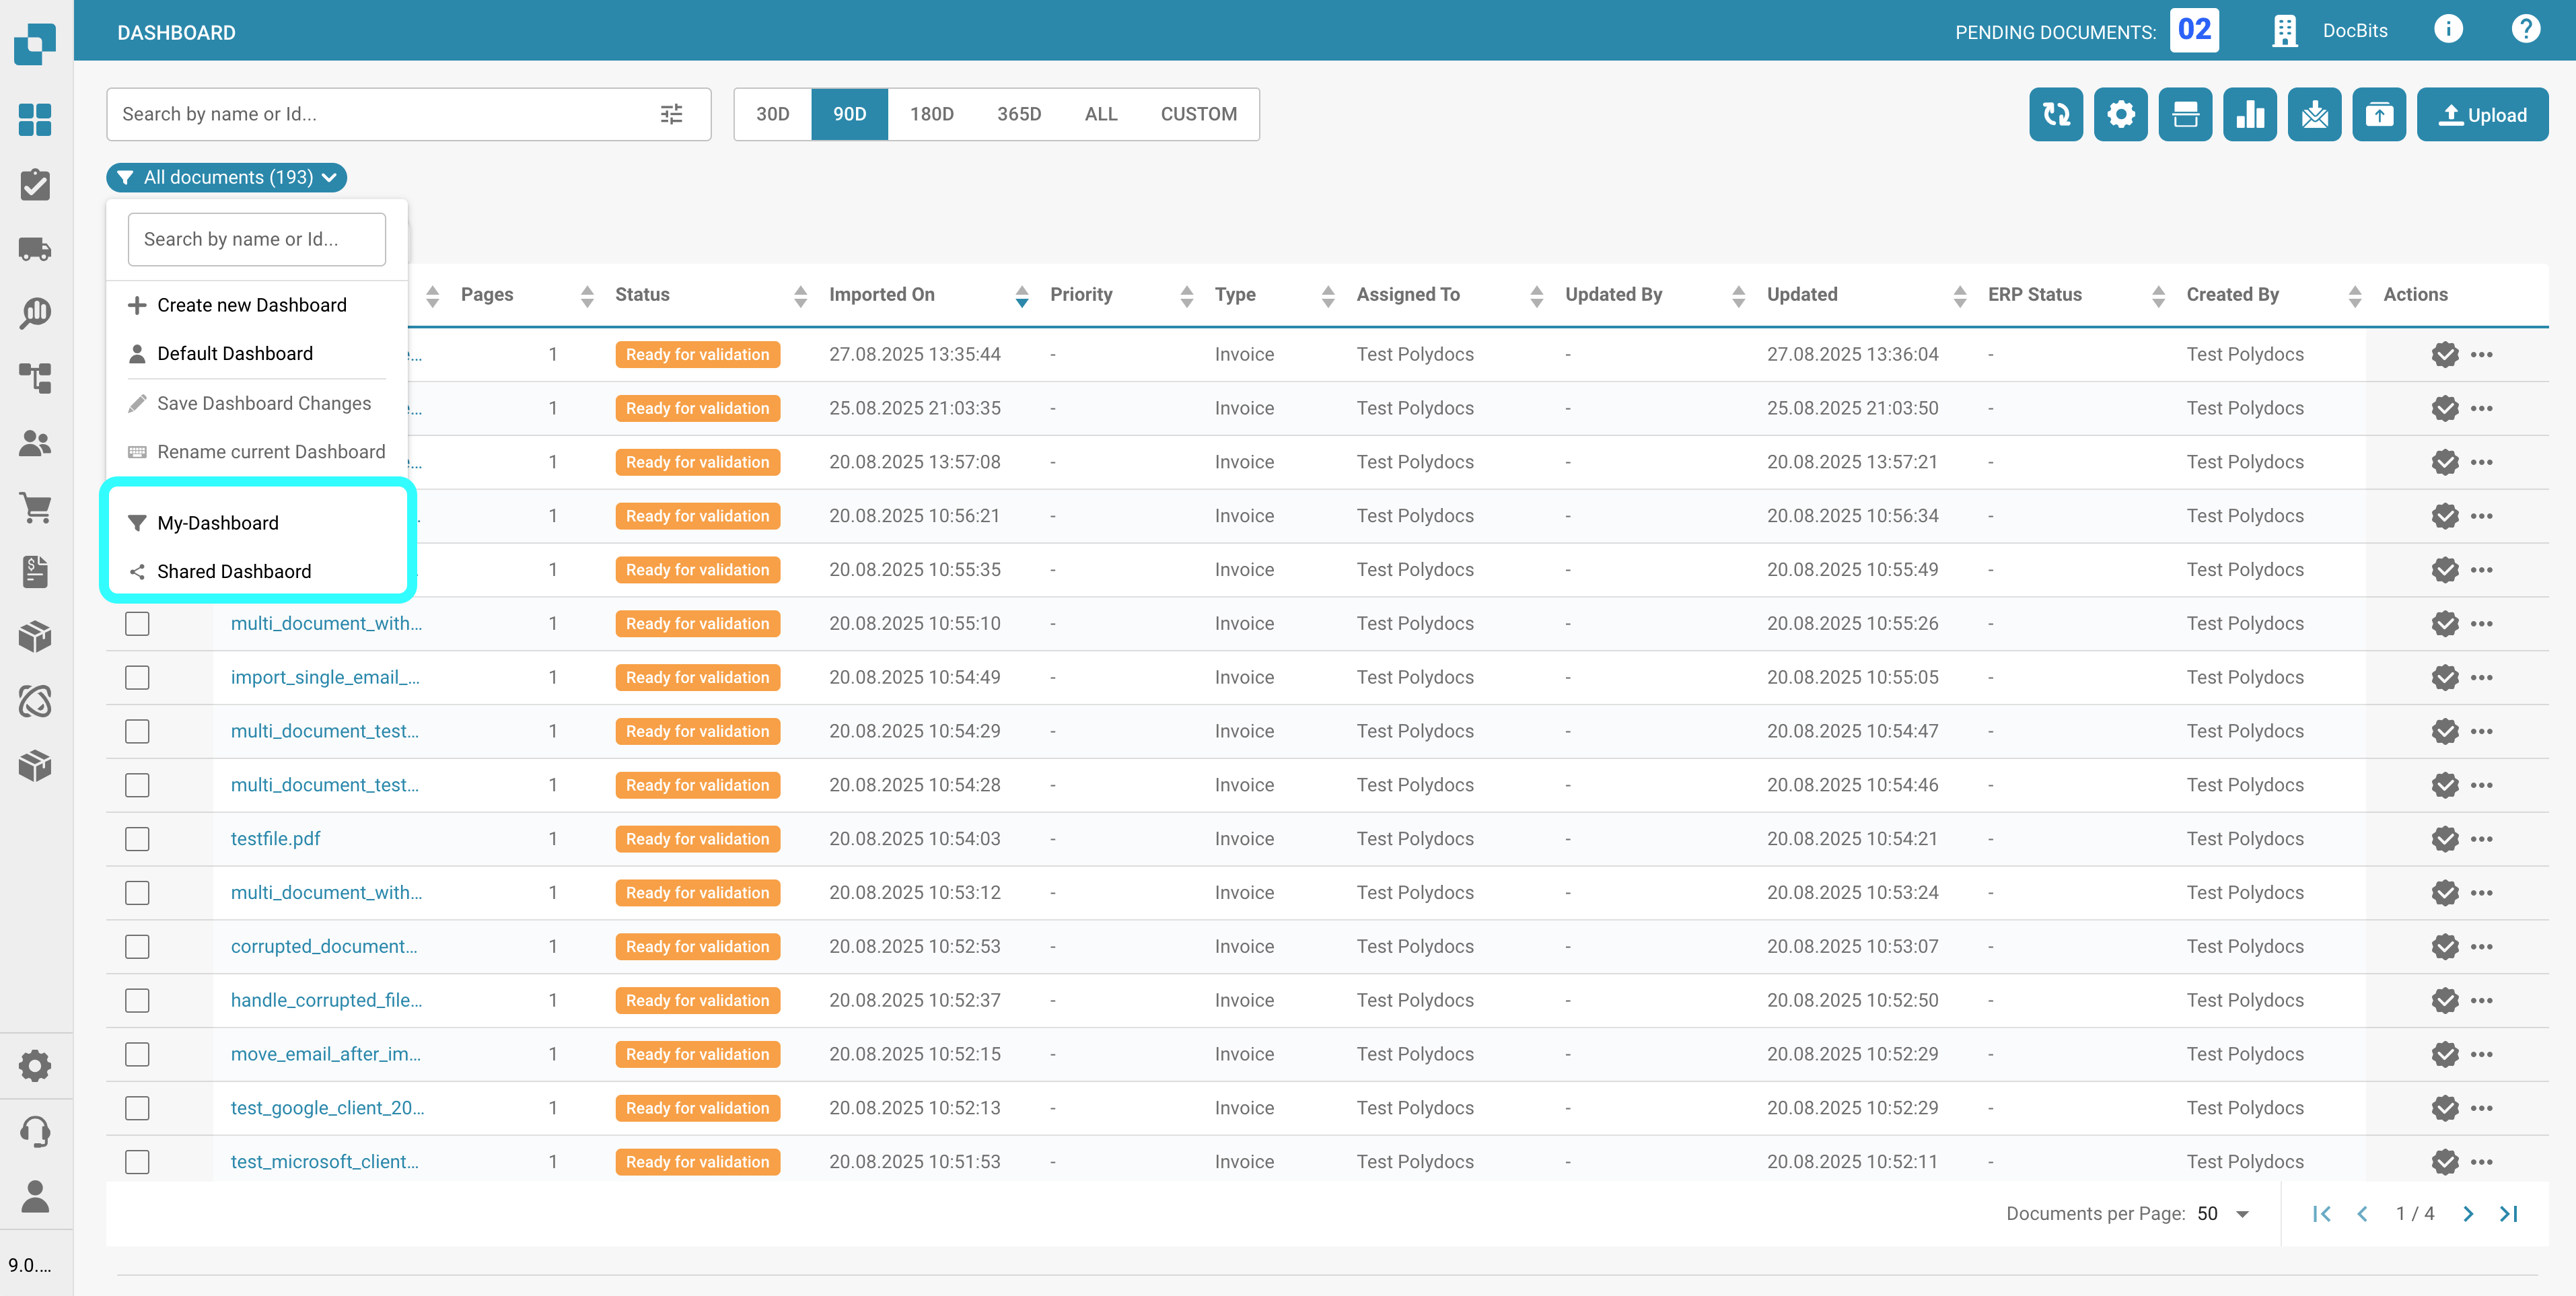 DASHBOARD
PENDING DOCUMENTS: 02
DocBits
Search by name or Id...
30D 90D 180D 365D ALL CUSTOM
Upload
All documents (193)
Search by name or Id...
Create new Dashboard
Default Dashboard
Save Dashboard Changes
Rename current Dashboard
My-Dashboard
Shared Dashbaord
Pages Status Imported On Priority Type Assigned To Updated By Updated ERP Status Created By Actions
1 Ready for validation 27.08.2025 13:35:44 - Invoice Test Polydocs - 27.08.2025 13:36:04 - Test Polydocs
1 Ready for validation 25.08.2025 21:03:35 - Invoice Test Polydocs - 25.08.2025 21:03:50 - Test Polydocs
1 Ready for validation 20.08.2025 13:57:08 - Invoice Test Polydocs - 20.08.2025 13:57:21 - Test Polydocs
1 Ready for validation 20.08.2025 10:56:21 - Invoice Test Polydocs - 20.08.2025 10:56:34 - Test Polydocs
1 Ready for validation 20.08.2025 10:55:35 - Invoice Test Polydocs - 20.08.2025 10:55:49 - Test Polydocs
multi_document_with... 1 Ready for validation 20.08.2025 10:55:10 - Invoice Test Polydocs - 20.08.2025 10:55:26 - Test Polydocs
import_single_email_... 1 Ready for validation 20.08.2025 10:54:49 - Invoice Test Polydocs - 20.08.2025 10:55:05 - Test Polydocs
multi_document_test... 1 Ready for validation 20.08.2025 10:54:29 - Invoice Test Polydocs - 20.08.2025 10:54:47 - Test Polydocs
multi_document_test... 1 Ready for validation 20.08.2025 10:54:28 - Invoice Test Polydocs - 20.08.2025 10:54:46 - Test Polydocs
testfile.pdf 1 Ready for validation 20.08.2025 10:54:03 - Invoice Test Polydocs - 20.08.2025 10:54:21 - Test Polydocs
multi_document_with... 1 Ready for validation 20.08.2025 10:53:12 - Invoice Test Polydocs - 20.08.2025 10:53:24 - Test Polydocs
corrupted_document... 1 Ready for validation 20.08.2025 10:52:53 - Invoice Test Polydocs - 20.08.2025 10:53:07 - Test Polydocs
handle_corrupted_file... 1 Ready for validation 20.08.2025 10:52:37 - Invoice Test Polydocs - 20.08.2025 10:52:50 - Test Polydocs
move_email_after_im... 1 Ready for validation 20.08.2025 10:52:15 - Invoice Test Polydocs - 20.08.2025 10:52:29 - Test Polydocs
test_google_client_20... 1 Ready for validation 20.08.2025 10:52:13 - Invoice Test Polydocs - 20.08.2025 10:52:29 - Test Polydocs
test_microsoft_client... 1 Ready for validation 20.08.2025 10:51:53 - Invoice Test Polydocs - 20.08.2025 10:52:11 - Test Polydocs
Documents per Page: 50
1 / 4
9.0....